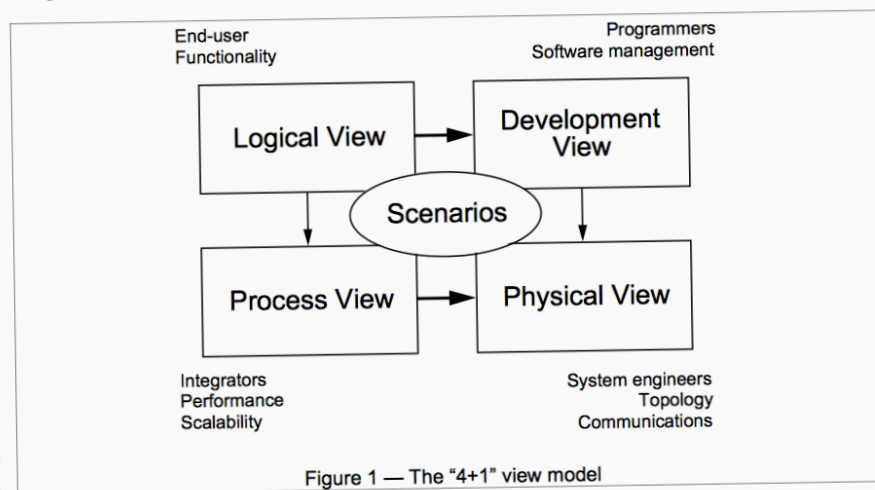 End-user
Functionality
Programmers
Software management
Logical View
Development
View
Scenarios
Process View
Physical View
Integrators
Performance
Scalability
System engineers
Topology
Communications
Figure 1 — The “4+1” view model